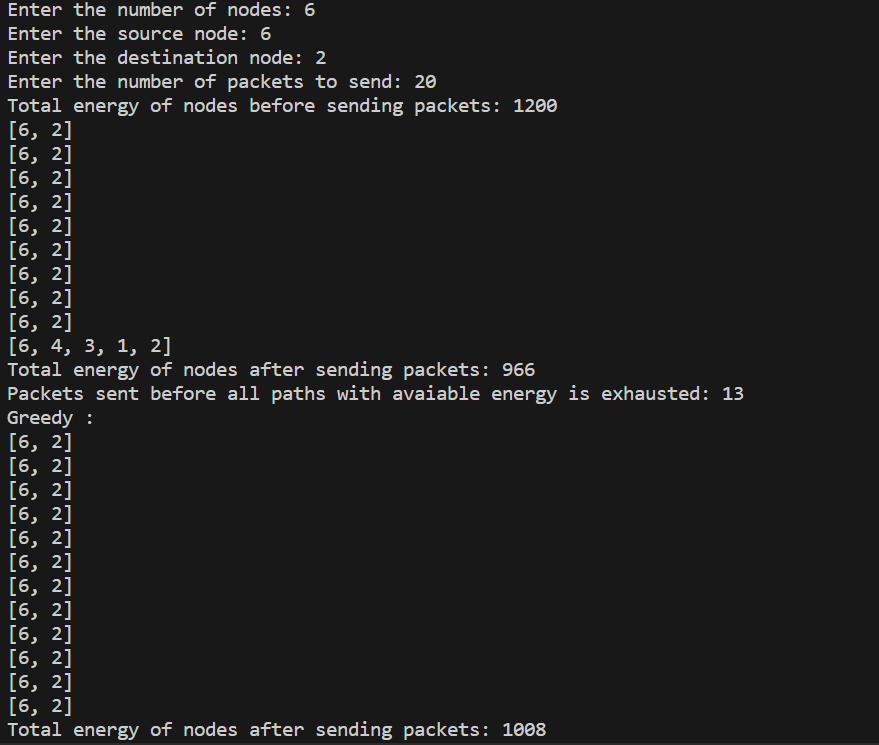 Enter the number of nodes: 6
Enter the source node: 6
Enter the destination node: 2
Enter the number of packets to send: 20
Total energy of nodes before sending packets: 1200
[6, 2]
[6, 2]
[6, 2]
[6, 2]
[6, 2]
[6, 2]
[6, 2]
[6, 2]
[6, 2]
[6, 4, 3, 1, 2]
Total energy of nodes after sending packets: 966
Packets sent before all paths with avaiable energy is exhausted: 13
Greedy :
[6, 2]
[6, 2]
[6, 2]
[6, 2]
[6, 2]
[6, 2]
[6, 2]
[6, 2]
[6, 2]
[6, 2]
[6, 2]
[6, 2]
Total energy of nodes after sending packets: 1008